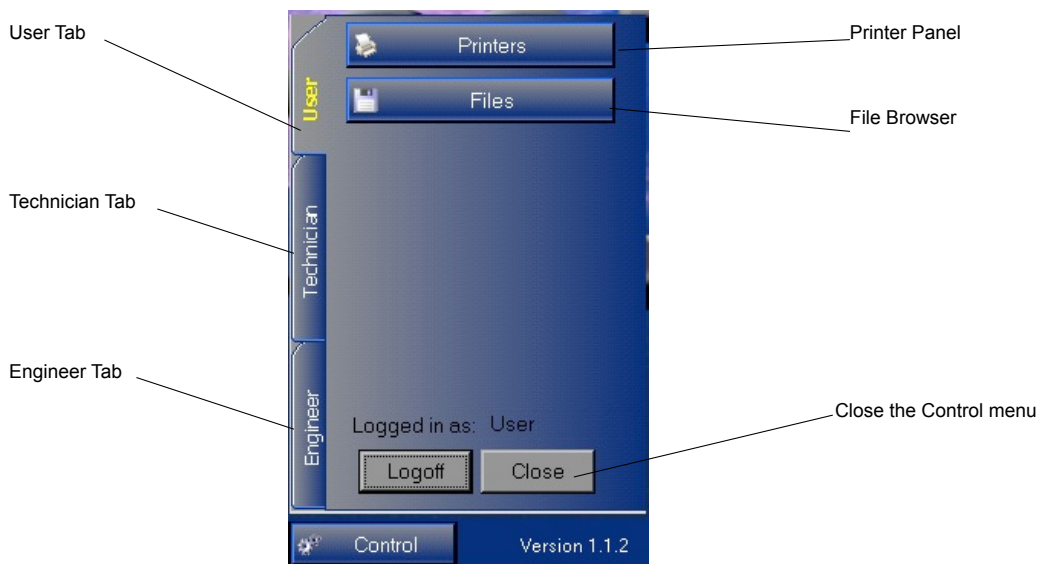 User Tab
Printers
Printer Panel
User
Files
File Browser
Technician Tab
Technician
Engineer Tab
Engineer
Logged in as: User
Close the Control menu
Logoff
Close
Control
Version 1.1.2